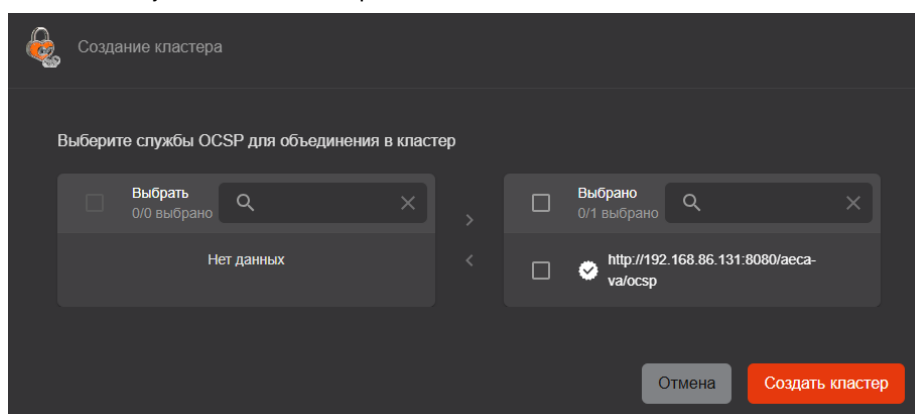 Создание кластера
Выберите службы OCSP для объединения в кластер
Выбрать
0/0 выбрано
Нет данных
Выбрано
0/1 выбрано
http://192.168.86.131:8080/aeca-
va/ocsp
Отмена
Создать кластер